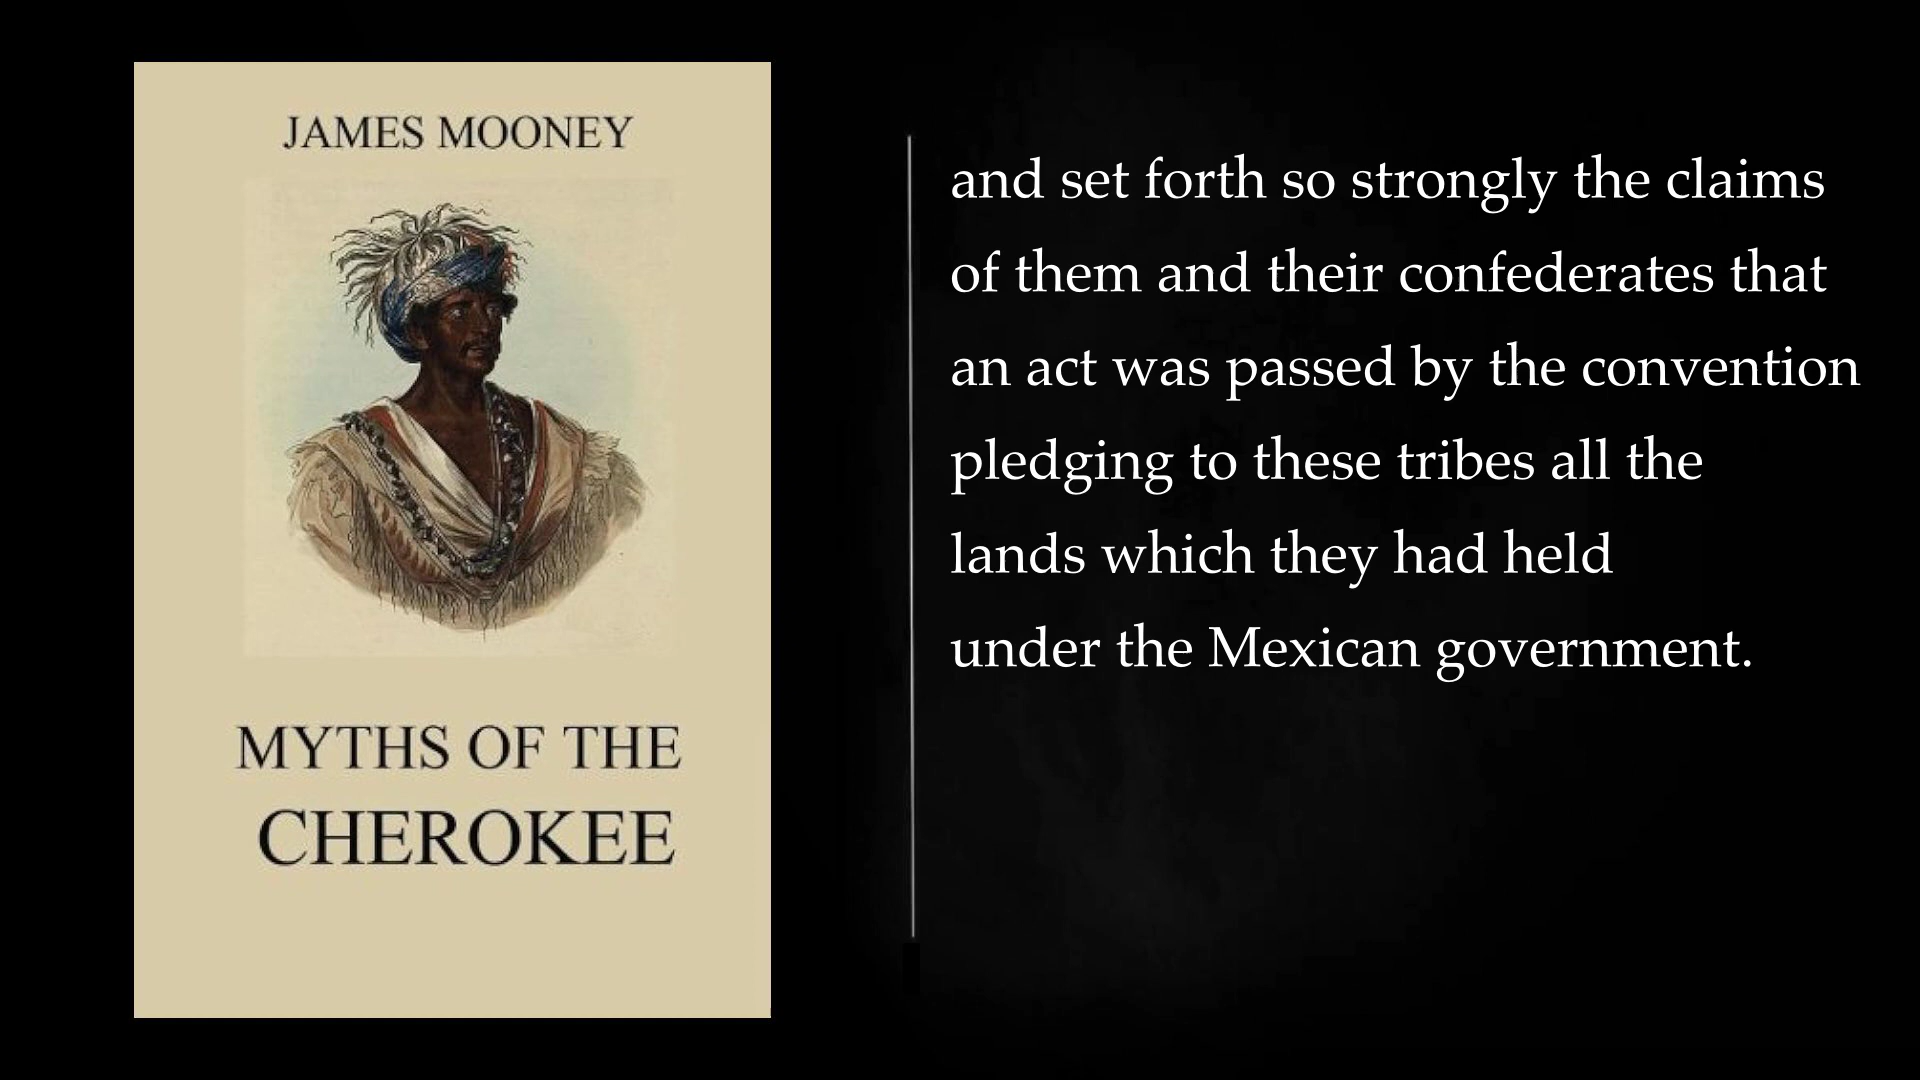 JAMES MOONEY
MYTHS OF THE
CHEROKEE
and set forth so strongly the claims
of them and their confederates that
an act was passed by the convention
pledging to these tribes all the
lands which they had held
under the Mexican government.